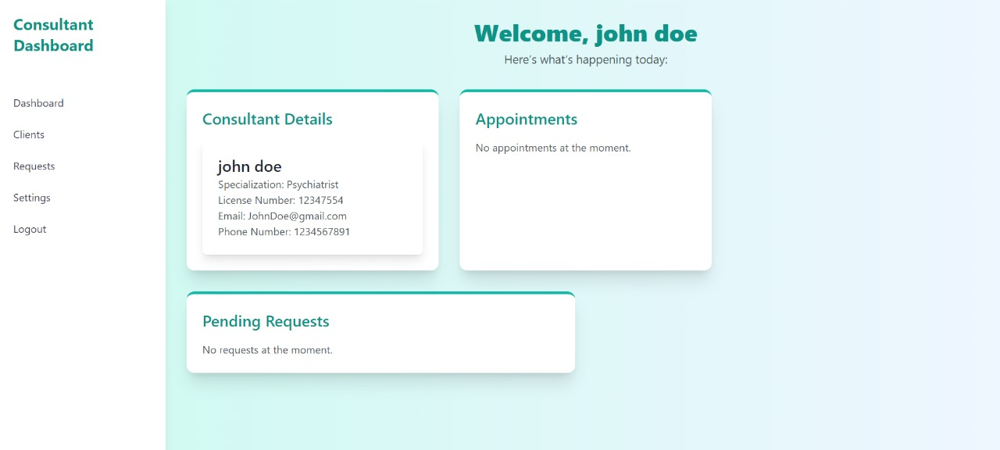 Consultant
Dashboard
Dashboard
Clients
Requests
Settings
Logout
Welcome, john doe
Here's what's happening today:
Consultant Details
john doe
Specialization: Psychiatrist
License Number: 12347554
Email: JohnDoe@gmail.com
Phone Number: 1234567891
Appointments
No appointments at the moment.
Pending Requests
No requests at the moment.